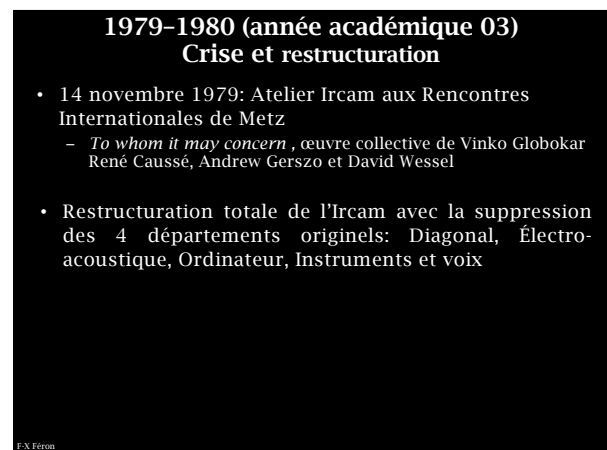 1979–1980 (année académique 03)
Crise et restructuration
• 14 novembre 1979: Atelier Ircam aux Rencontres
Internationales de Metz
– To whom it may concern , œuvre collective de Vinko Globokar
René Caussé, Andrew Gerszo et David Wessel
• Restructuration totale de l’Ircam avec la suppression
des 4 départements originels: Diagonal, Électro-
acoustique, Ordinateur, Instruments et voix
F-X Féron